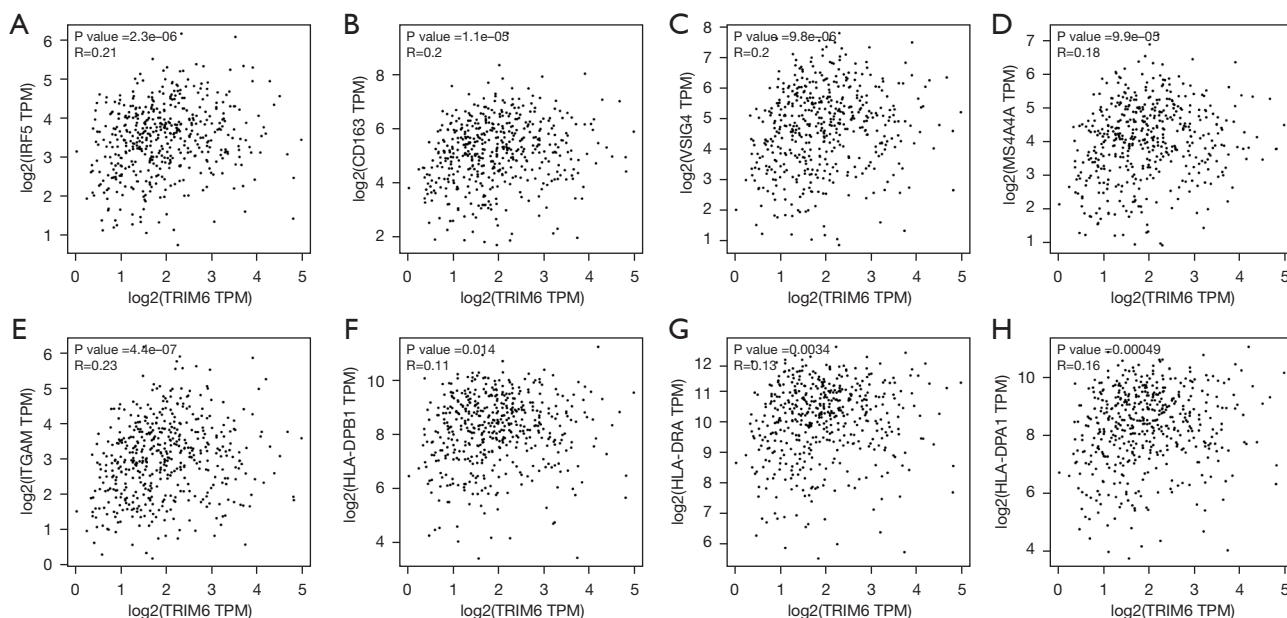 A
P value =2.3e–06
R=0.21
log2(IRF5 TPM)
6
5
4
3
2
1
0 1 2 3 4 5
log2(TRIM6 TPM)
B
P value =1.1e–05
R=0.2
log2(CD163 TPM)
8
6
4
2
0 1 2 3 4 5
log2(TRIM6 TPM)
C
P value =9.8e–06
R=0.2
log2(VSIG4 TPM)
8
7
6
5
4
3
2
1
0 1 2 3 4 5
log2(TRIM6 TPM)
D
P value =9.9e–05
R=0.18
log2(MS4A4A TPM)
7
6
5
4
3
2
1
0 1 2 3 4 5
log2(TRIM6 TPM)
E
P value =4.4e–07
R=0.23
log2(ITGAM TPM)
6
5
4
3
2
1
0
0 1 2 3 4 5
log2(TRIM6 TPM)
F
P value =0.014
R=0.11
log2(HLA-DPB1 TPM)
10
8
6
4
0 1 2 3 4 5
log2(TRIM6 TPM)
G
P value =0.0034
R=0.13
log2(HLA-DRA TPM)
12
11
10
9
8
7
6
0 1 2 3 4 5
log2(TRIM6 TPM)
H
P value =0.00049
R=0.16
log2(HLA-DPA1 TPM)
10
8
6
4
0 1 2 3 4 5
log2(TRIM6 TPM)